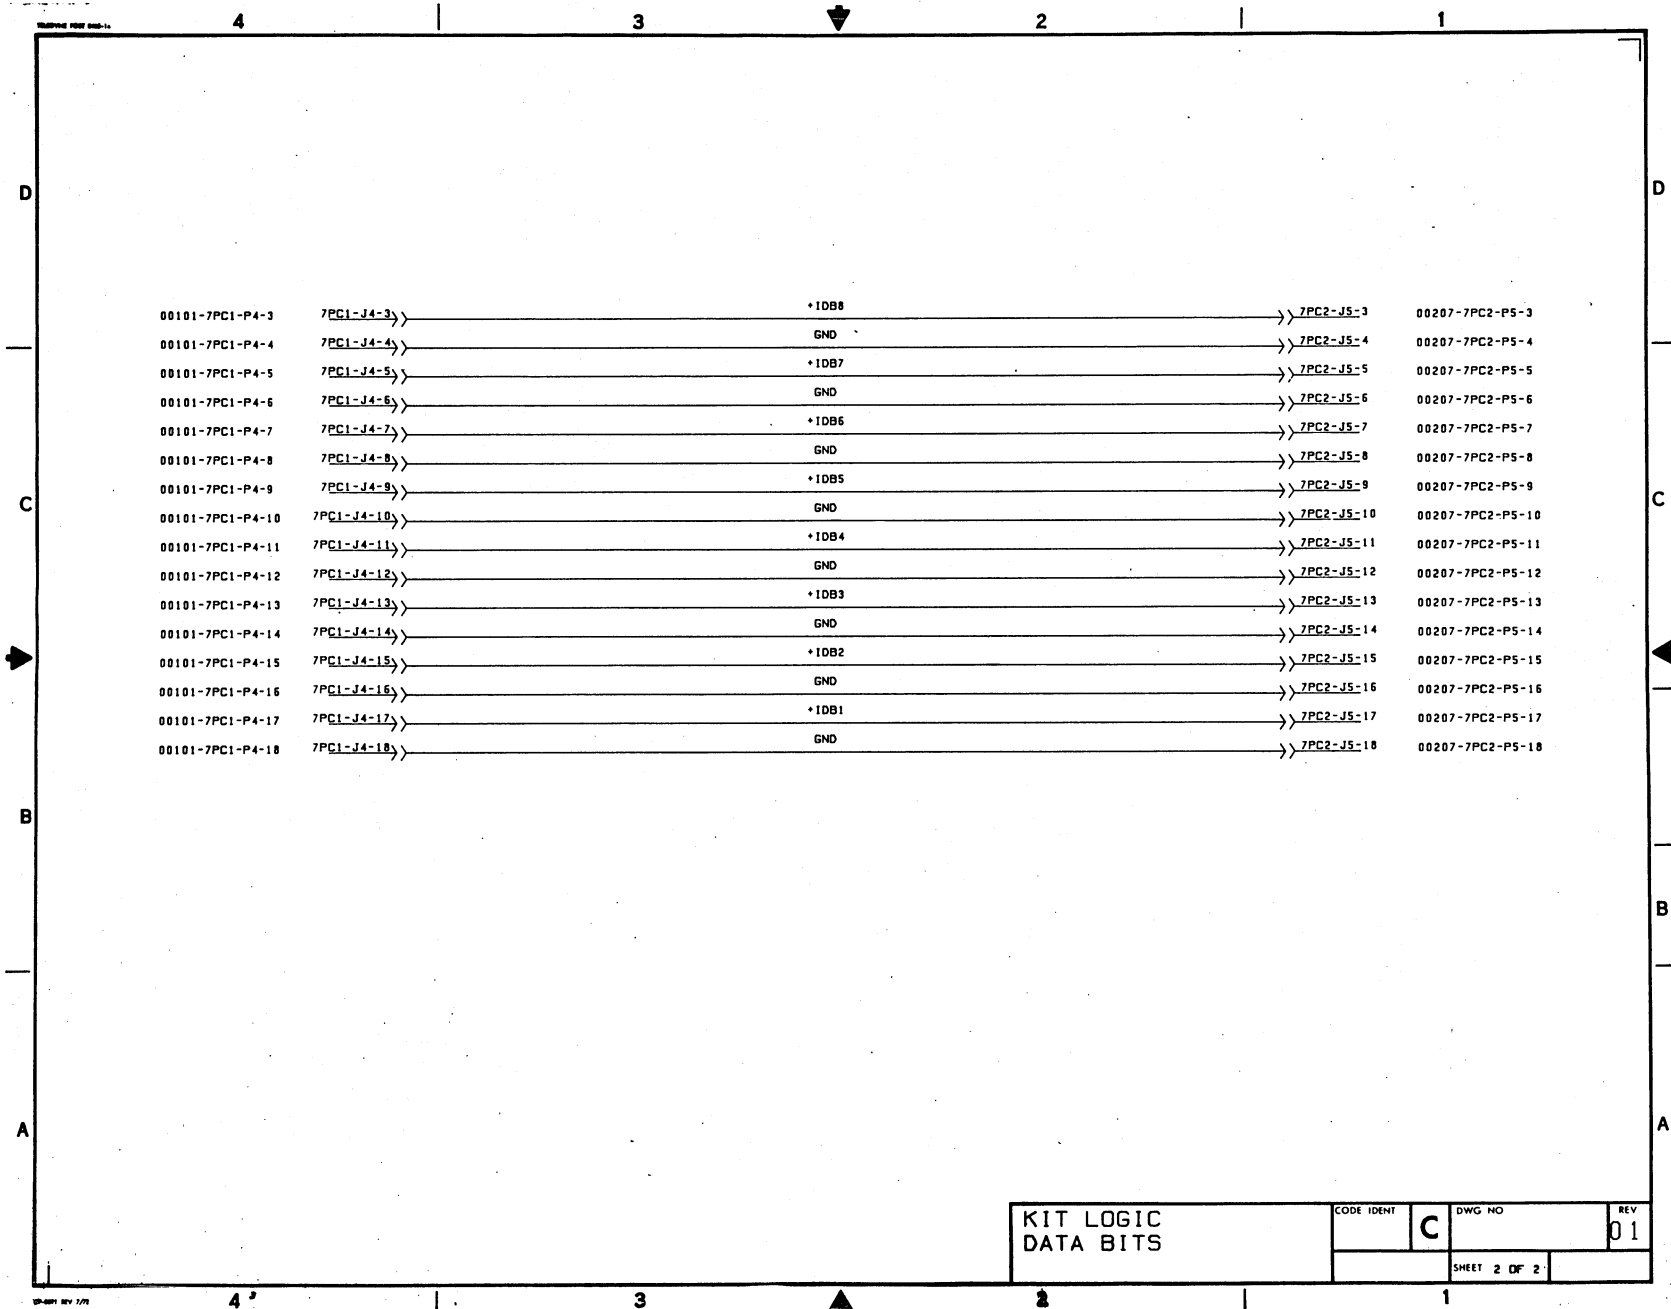 4 3 2 1
D D
00101-7PC1-P4-3 7PC1-J4-3 +IDB8 7PC2-J5-3 00207-7PC2-P5-3
00101-7PC1-P4-4 7PC1-J4-4 GND 7PC2-J5-4 00207-7PC2-P5-4
00101-7PC1-P4-5 7PC1-J4-5 +IDB7 7PC2-J5-5 00207-7PC2-P5-5
00101-7PC1-P4-6 7PC1-J4-6 GND 7PC2-J5-6 00207-7PC2-P5-6
00101-7PC1-P4-7 7PC1-J4-7 +IDB6 7PC2-J5-7 00207-7PC2-P5-7
00101-7PC1-P4-8 7PC1-J4-8 GND 7PC2-J5-8 00207-7PC2-P5-8
00101-7PC1-P4-9 7PC1-J4-9 +IDB5 7PC2-J5-9 00207-7PC2-P5-9
C C
00101-7PC1-P4-10 7PC1-J4-10 GND 7PC2-J5-10 00207-7PC2-P5-10
00101-7PC1-P4-11 7PC1-J4-11 +IDB4 7PC2-J5-11 00207-7PC2-P5-11
00101-7PC1-P4-12 7PC1-J4-12 GND 7PC2-J5-12 00207-7PC2-P5-12
00101-7PC1-P4-13 7PC1-J4-13 +IDB3 7PC2-J5-13 00207-7PC2-P5-13
00101-7PC1-P4-14 7PC1-J4-14 GND 7PC2-J5-14 00207-7PC2-P5-14
00101-7PC1-P4-15 7PC1-J4-15 +IDB2 7PC2-J5-15 00207-7PC2-P5-15
00101-7PC1-P4-16 7PC1-J4-16 GND 7PC2-J5-16 00207-7PC2-P5-16
00101-7PC1-P4-17 7PC1-J4-17 +IDB1 7PC2-J5-17 00207-7PC2-P5-17
00101-7PC1-P4-18 7PC1-J4-18 GND 7PC2-J5-18 00207-7PC2-P5-18
B
B
A A
KIT LOGIC
DATA BITS
CODE IDENT C DWG NO REV
01
SHEET 2 OF 2
REV 7/71
4 3 2 1